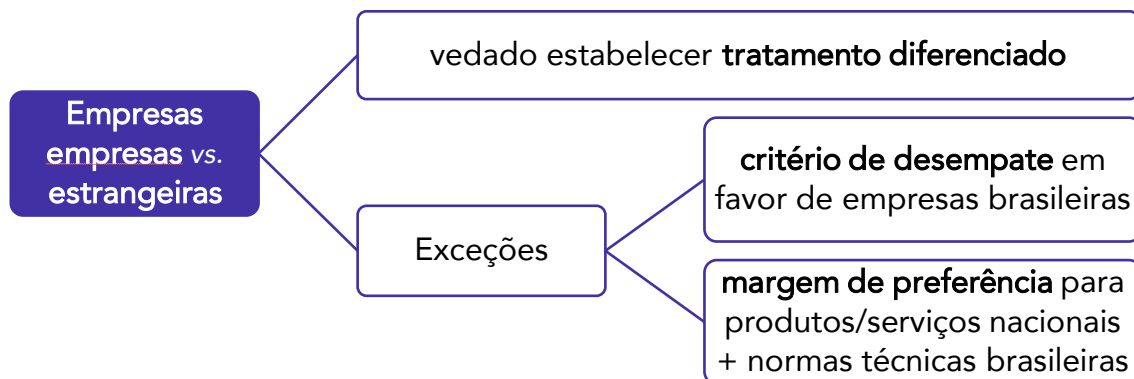 vedado estabelecer tratamento diferenciado
Empresas
empresas vs.
estrangeiras
critério de desempate em
favor de empresas brasileiras
Exceções
margem de preferência para
produtos/serviços nacionais
+ normas técnicas brasileiras